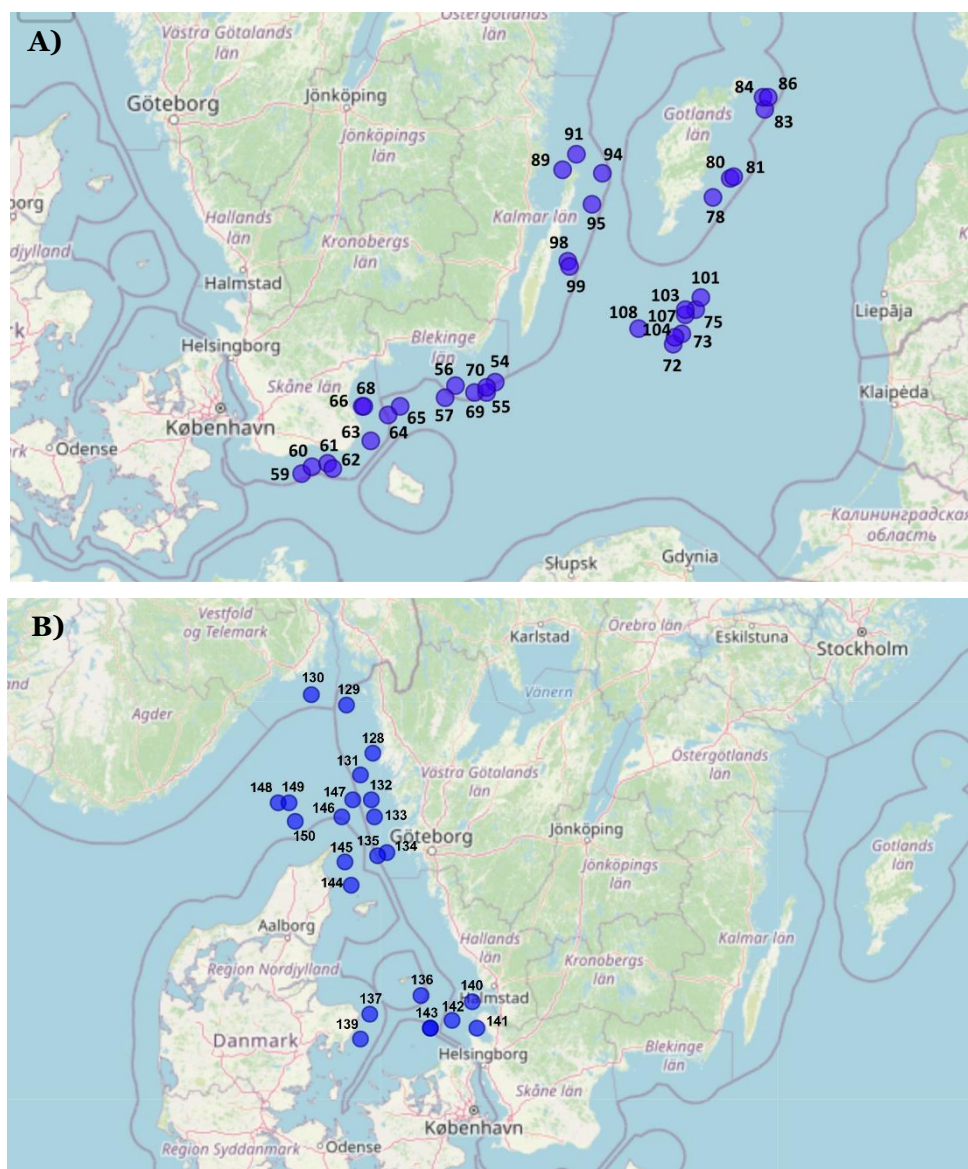 A)
Västra Götalands
län
Östergötlands
län
Göteborg
Jönköping
Jönköpings
län
Gotlands
län
84
86
83
91
89
94
80
81
78
95
Hallands
län
Kalmar län
Kronobergs
län
98
99
Halmstad
101
103
107
108
104
75
73
72
Liepāja
org
jylland
k
Helsingborg
Blekinge
län
Klaipėda
Skåne län
68
66
56
70
54
57
69
55
65
64
63
København
Odense
rk
60
61
62
59
Słupsk
Gdynia
Калининградская
область
B)
Vestfold
og Telemark
Karlstad
Örebro län
Eskilstuna
Stockholm
and
130
129
Vänern
Agder
128
131
Västra Götalands
län
Östergötlands
län
148
149
147
132
146
133
150
Göteborg
Jönköping
135
134
145
144
Jönköpings
län
Gotlands
län
Aalborg
Region Nordjylland
Hallands
län
Kalmar län
Kronobergs
län
136
140
Halmstad
137
143
142
141
139
Danmark
Helsingborg
Blekinge
län
Skåne län
København
Odense
Region Syddanmark